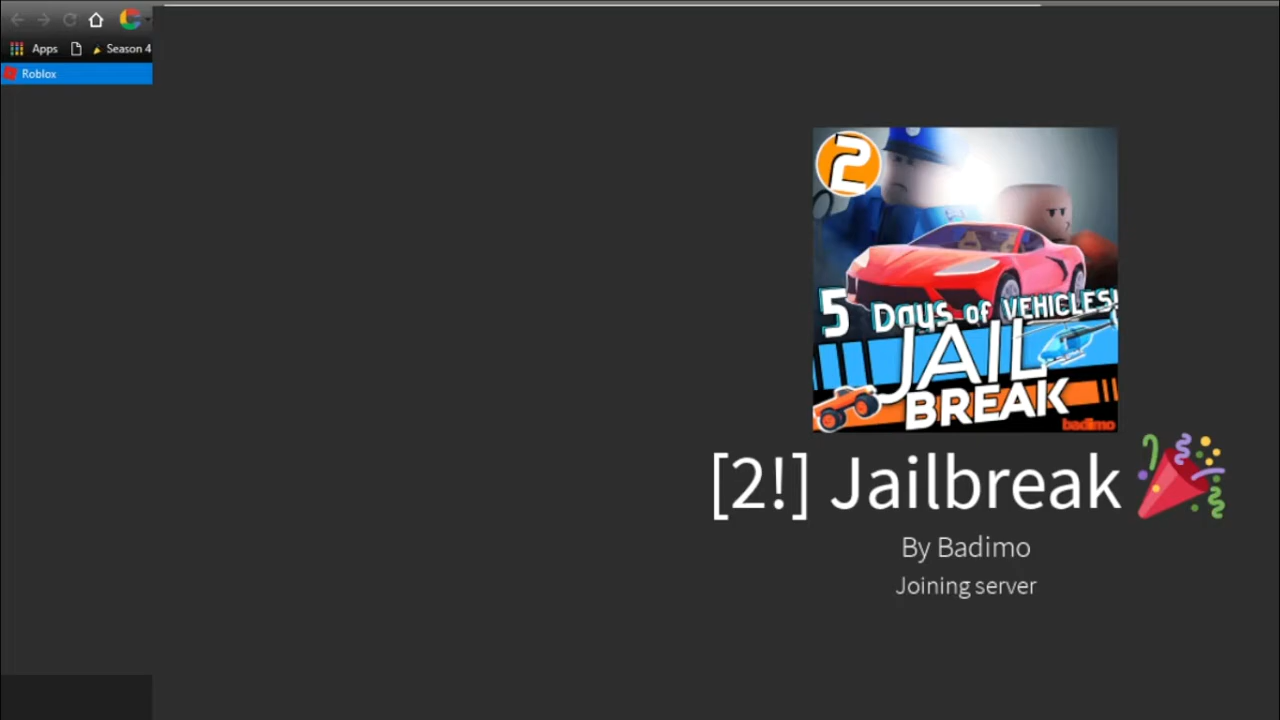 Apps
Season 4
Roblox
2
5 Days of VEHICLES!
JAIL
BREAK
badimo
[2!] Jailbreak 🎉
By Badimo
Joining server